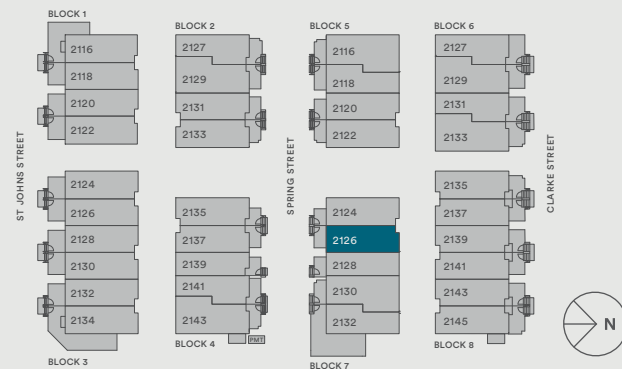 BLOCK 1
2116
2118
2120
2122
BLOCK 2
2127
2129
2131
2133
BLOCK 5
2116
2118
2120
2122
BLOCK 6
2127
2129
2131
2133
ST JOHNS STREET
SPRING STREET
CLARKE STREET
2124
2126
2128
2130
2132
2134
BLOCK 3
2135
2137
2139
2141
2143
BLOCK 4
PMT
2124
2126
2128
2130
2132
BLOCK 7
2135
2137
2139
2141
2143
2145
BLOCK 8
N